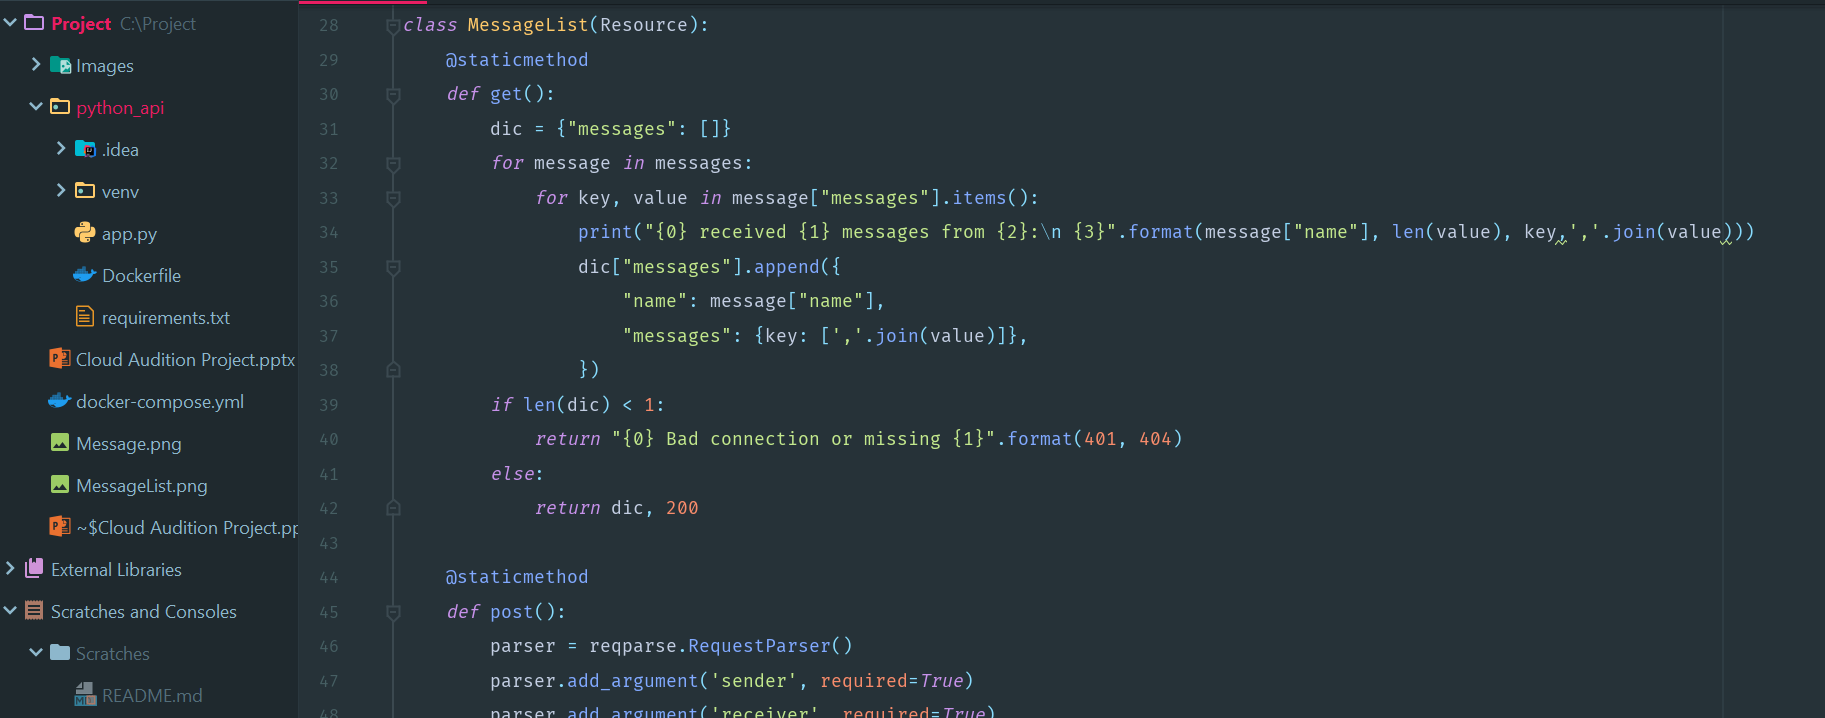 Project C:\Project
Images
python_api
.idea
venv
app.py
Dockerfile
requirements.txt
Cloud Audition Project.pptx
docker-compose.yml
Message.png
MessageList.png
~$Cloud Audition Project.pp
External Libraries
Scratches and Consoles
Scratches
README.md
28 class MessageList(Resource):
29     @staticmethod
30     def get():
31         dic = {"messages": []}
32         for message in messages:
33             for key, value in message["messages"].items():
34                 print("{0} received {1} messages from {2}:\n {3}".format(message["name"], len(value), key,','.join(value)))
35                 dic["messages"].append({
36                     "name": message["name"],
37                     "messages": {key: [','.join(value)]},
38                 })
39         if len(dic) < 1:
40             return "{0} Bad connection or missing {1}".format(401, 404)
41         else:
42             return dic, 200
43
44     @staticmethod
45     def post():
46         parser = reqparse.RequestParser()
47         parser.add_argument('sender', required=True)
48         parser.add_argument('receiver', required=True)